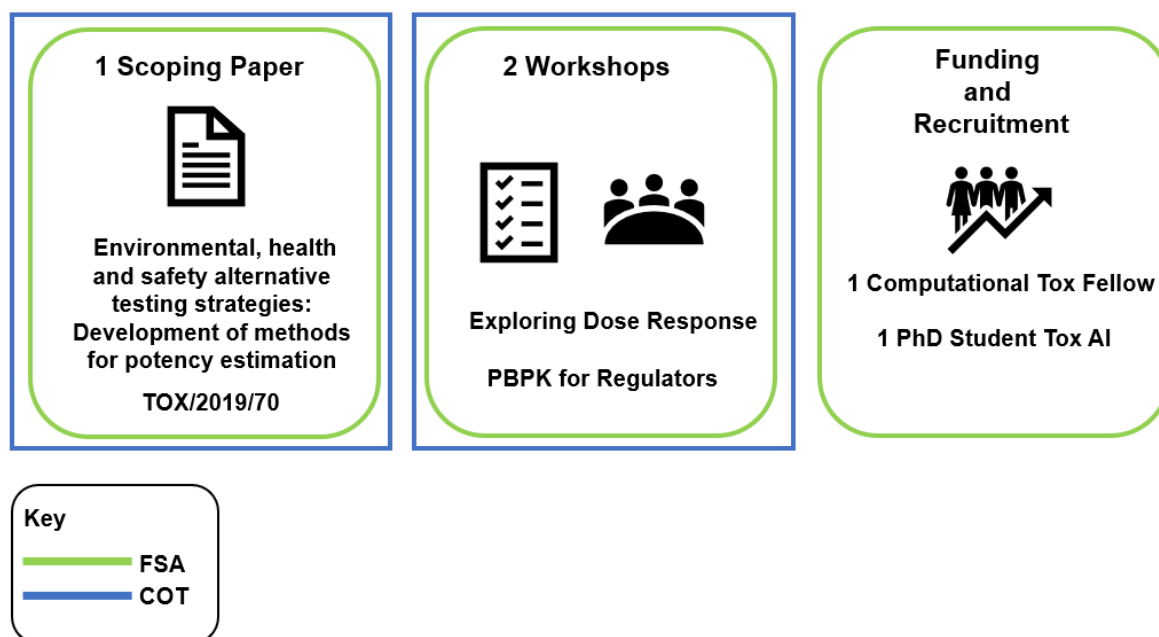 1 Scoping Paper
Environmental, health
and safety alternative
testing strategies:
Development of methods
for potency estimation
TOX/2019/70
2 Workshops
Exploring Dose Response
PBPK for Regulators
Funding
and
Recruitment
1 Computational Tox Fellow
1 PhD Student Tox AI
Key
FSA
COT